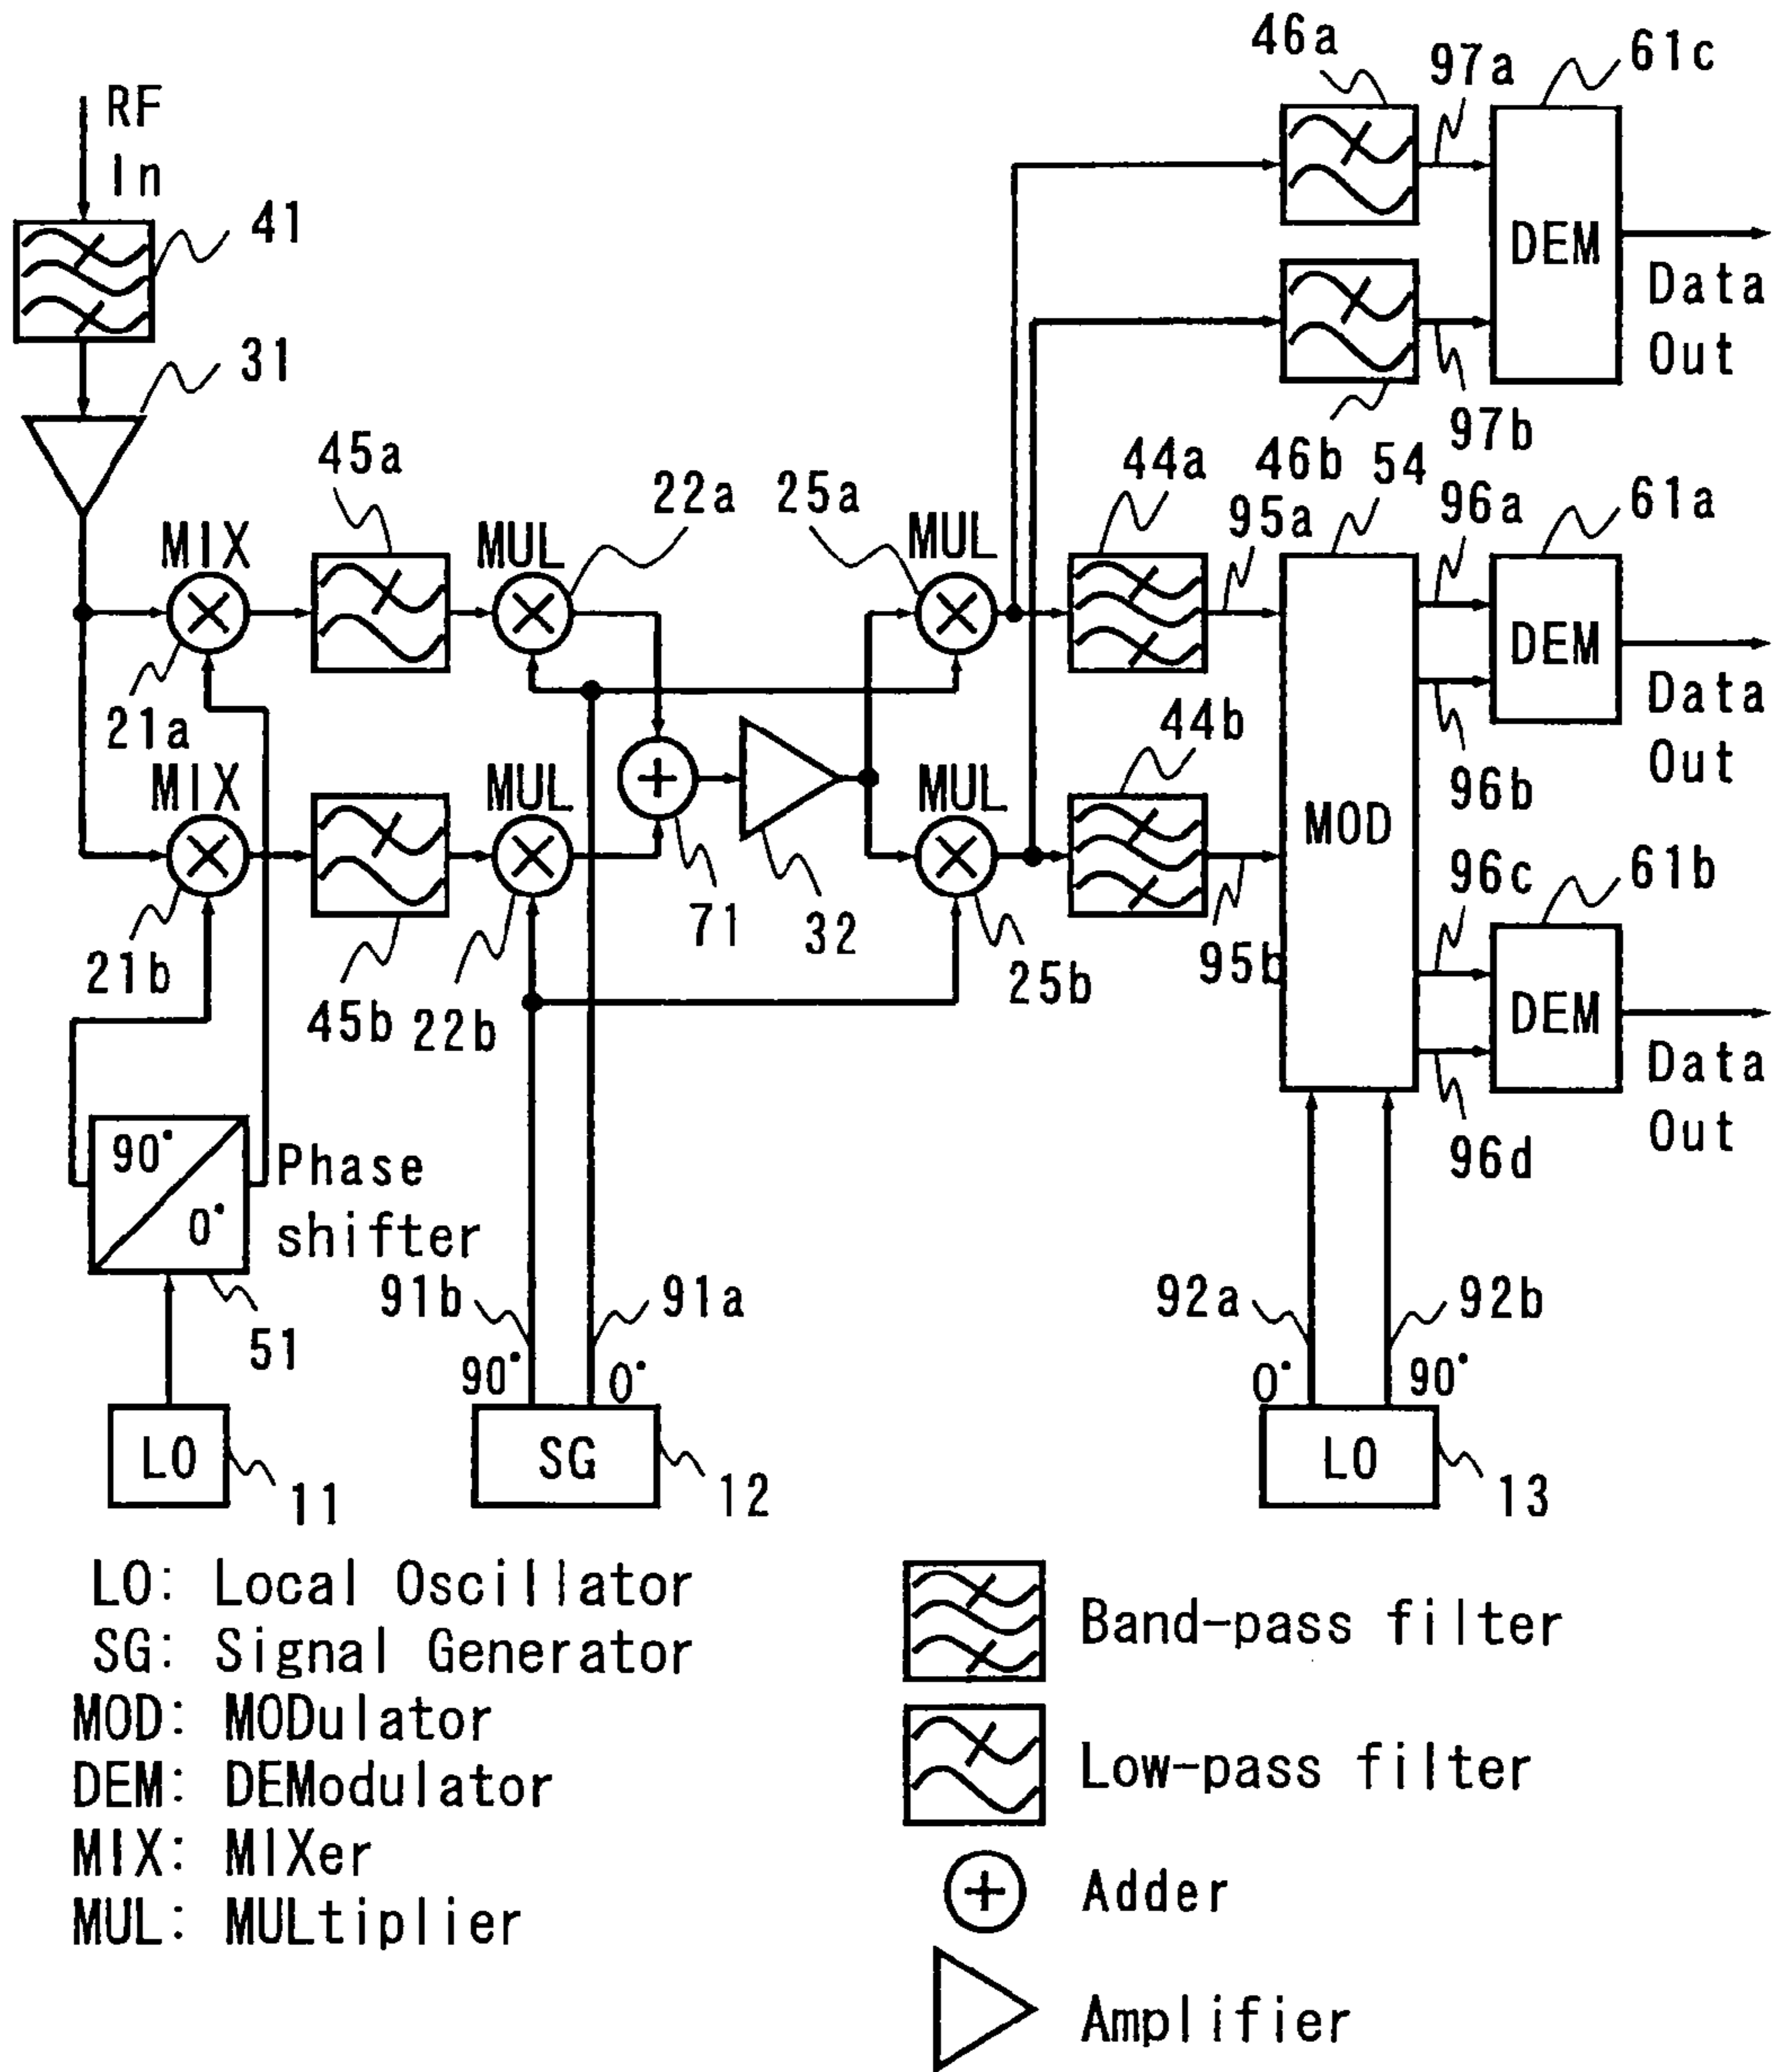 46a
97a
61c
RF
In
41
DEM
Data
Out
31
97b
45a
22a
25a
44a
46b
54
96a
61a
95a
MIX
MUL
MUL
DEM
Data
Out
21a
44b
96b
MIX
MUL
MUL
MOD
96c
61b
71
32
21b
95b
25b
45b
22b
DEM
Data
Out
96d
90°
0°
Phase
shifter
91b
91a
92a
92b
51
90°
0°
0°
90°
LO
11
SG
12
LO
13
LO: Local Oscillator
SG: Signal Generator
MOD: MODulator
DEM: DEModulator
MIX: MIXer
MUL: MULtiplier
Band-pass filter
Low-pass filter
Adder
Amplifier